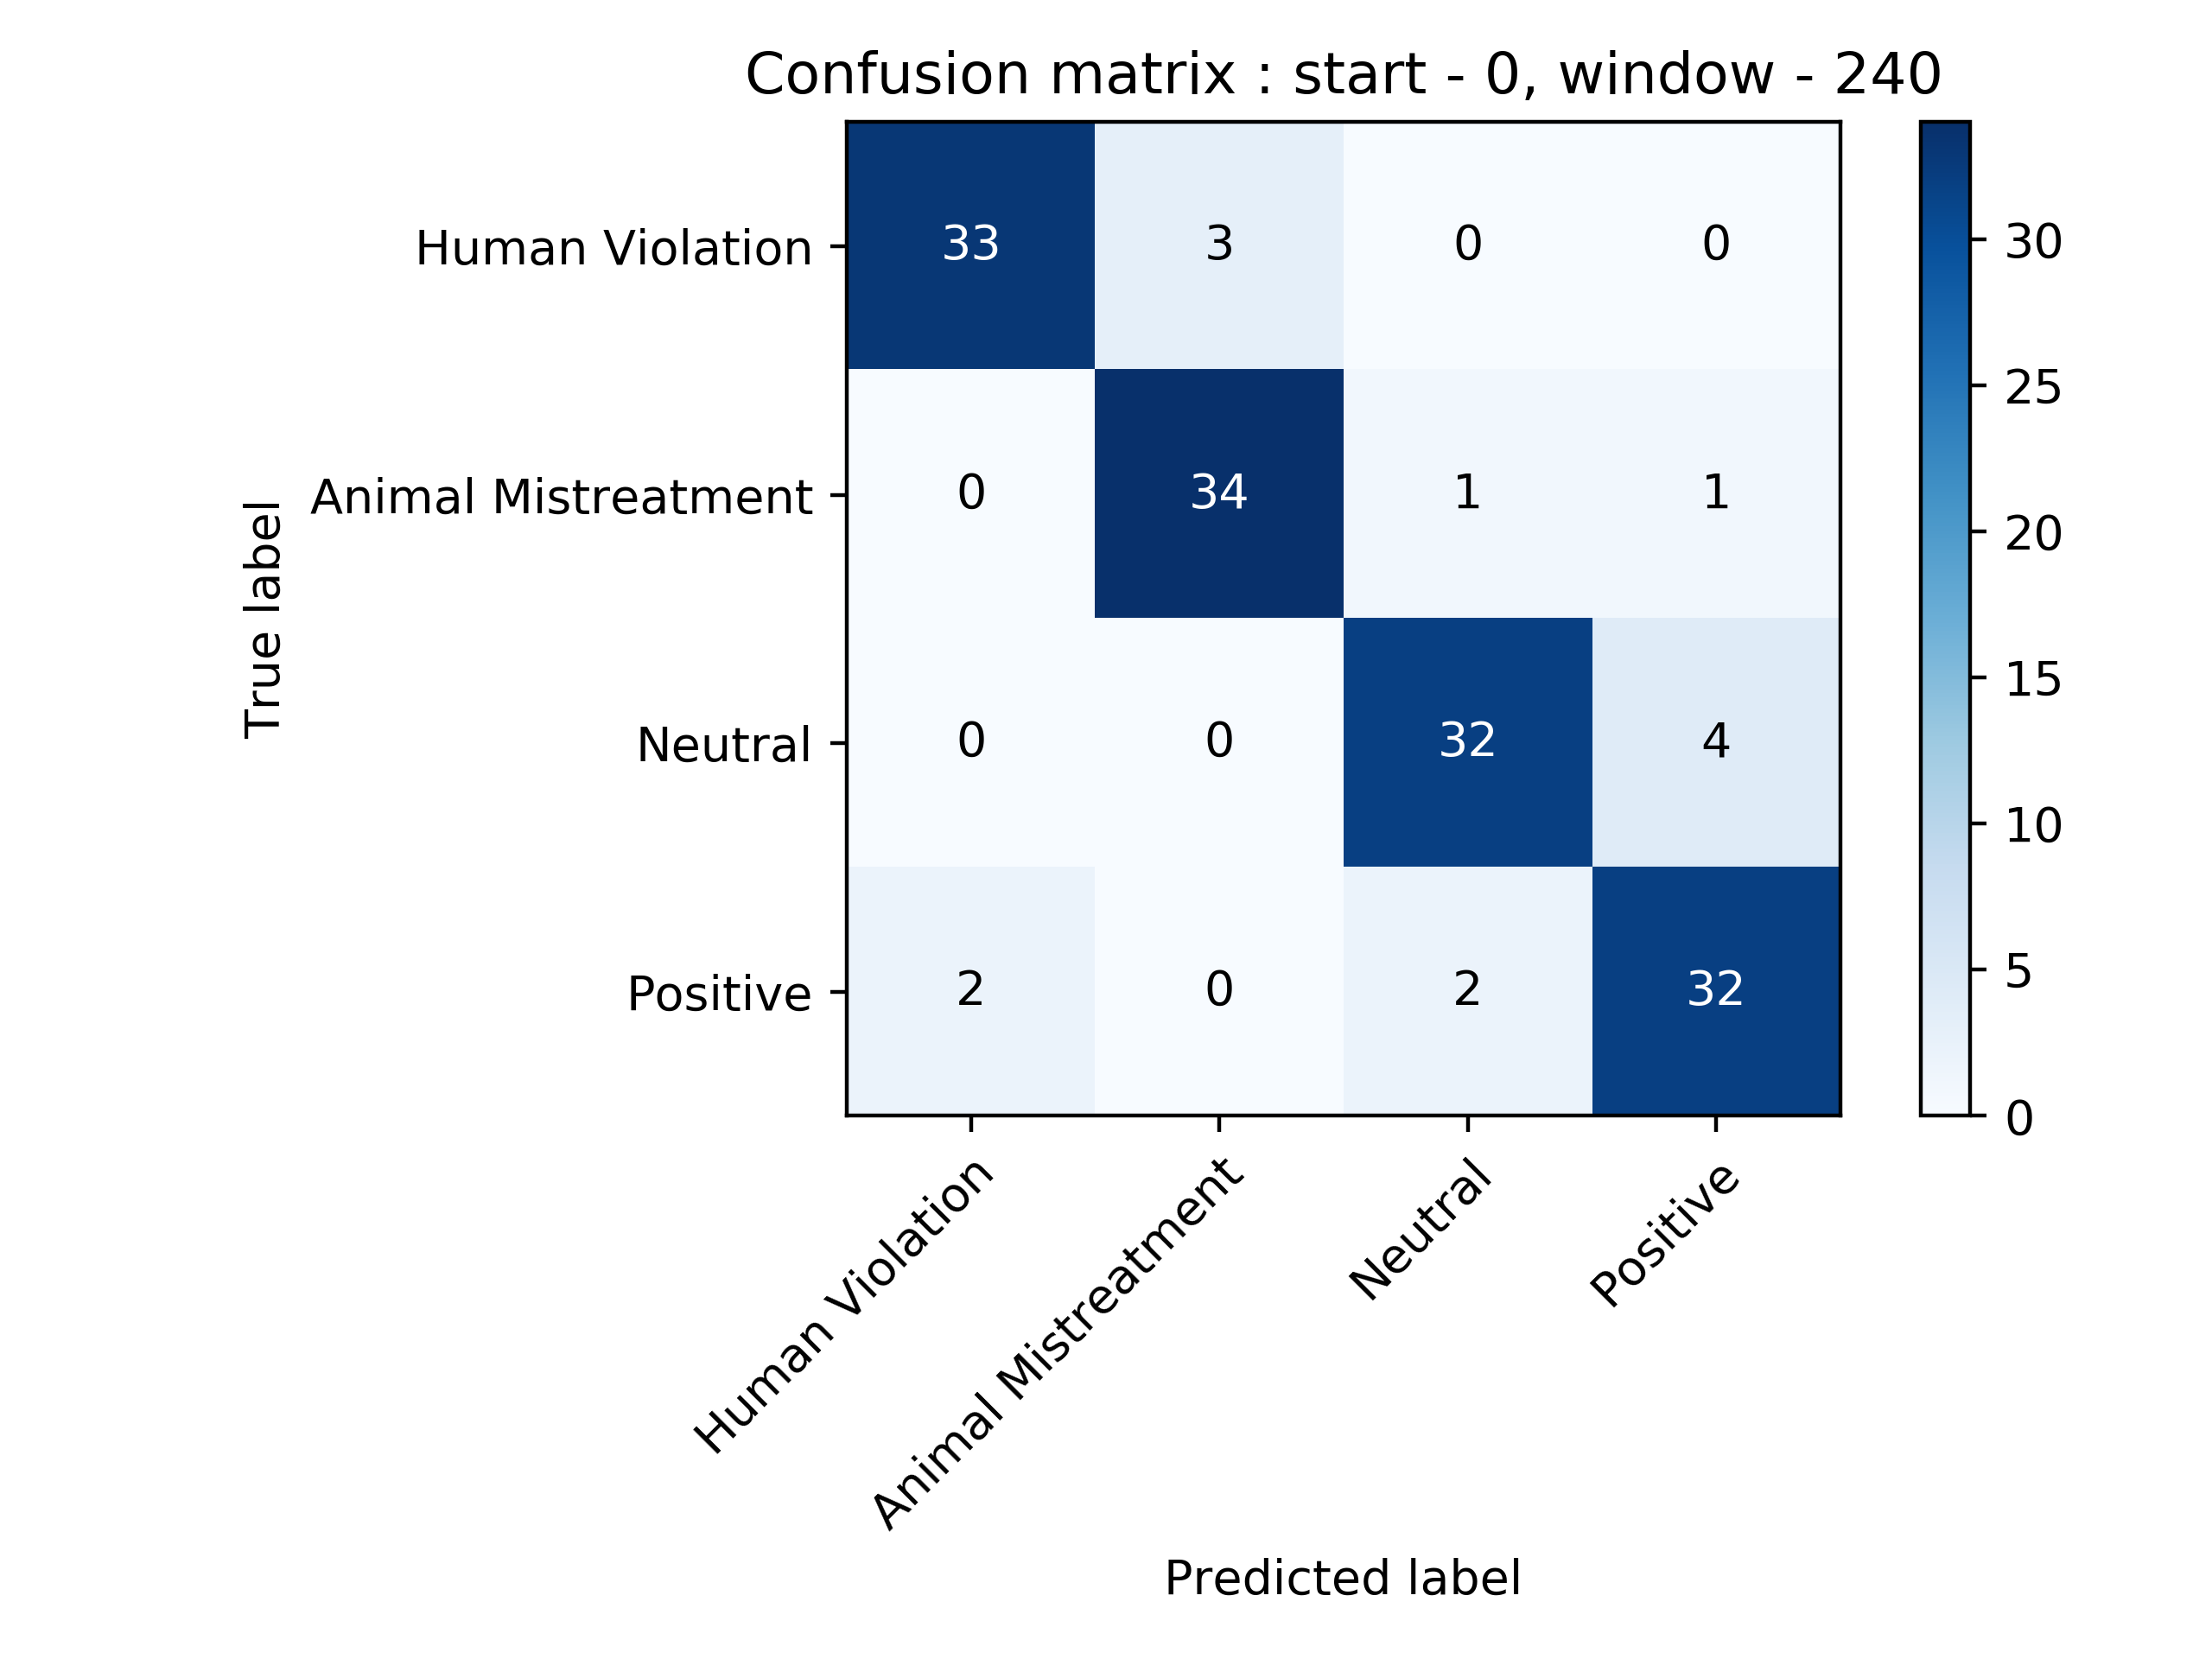 Confusion matrix : start - 0, window - 240
True label
Human Violation 33 3 0 0
Animal Mistreatment 0 34 1 1
Neutral 0 0 32 4
Positive 2 0 2 32
Human Violation
Animal Mistreatment
Neutral
Positive
Predicted label
30
25
20
15
10
5
0